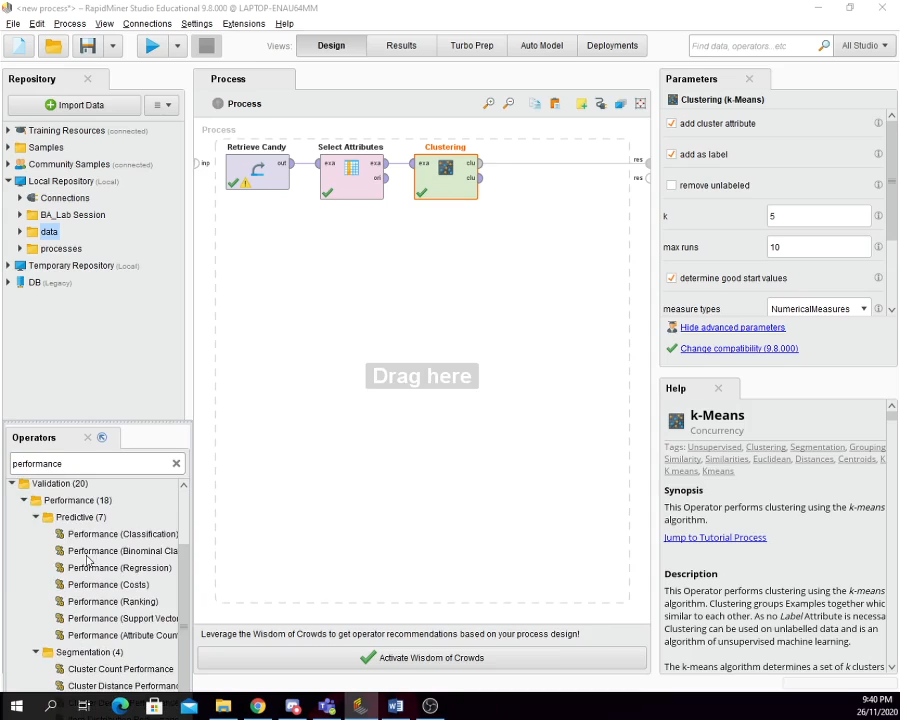 <new process*> – RapidMiner Studio Educational 9.8.000 @ LAPTOP-ENAU64MM
File Edit Process View Connections Settings Extensions Help
Views: Design Results Turbo Prep Auto Model Deployments Find data, operators...etc All Studio
Repository
Import Data
Training Resources (connected)
Samples
Community Samples (connected)
Local Repository (Local)
Connections
BA_Lab Session
data
processes
Temporary Repository (Local)
DB (Legacy)
Operators
performance
Validation (20)
Performance (18)
Predictive (7)
Performance (Classification)
Performance (Binominal Cla
Performance (Regression)
Performance (Costs)
Performance (Ranking)
Performance (Support Vector
Performance (Attribute Coun
Segmentation (4)
Cluster Count Performance
Cluster Distance Performanc
Process
Process
Process
Retrieve Candy Select Attributes Clustering
inp out exa exa exa clu res
ori clu res
Drag here
Leverage the Wisdom of Crowds to get operator recommendations based on your process design!
Activate Wisdom of Crowds
Parameters
Clustering (k-Means)
add cluster attribute
add as label
remove unlabeled
k 5
max runs 10
determine good start values
measure types NumericalMeasures
Hide advanced parameters
Change compatibility (9.8.000)
Help
k-Means
Concurrency
Tags: Unsupervised, Clustering, Segmentation, Grouping
Similarity, Similarities, Euclidean, Distances, Centroids, K
K means, Kmeans
Synopsis
This Operator performs clustering using the k-means
algorithm.
Jump to Tutorial Process
Description
This Operator performs clustering using the k-means
algorithm. Clustering groups Examples together whic
similar to each other. As no Label Attribute is necessa
Clustering can be used on unlabelled data and is an
algorithm of unsupervised machine learning.
The k-means algorithm determines a set of k clusters
9:40 PM
26/11/2020